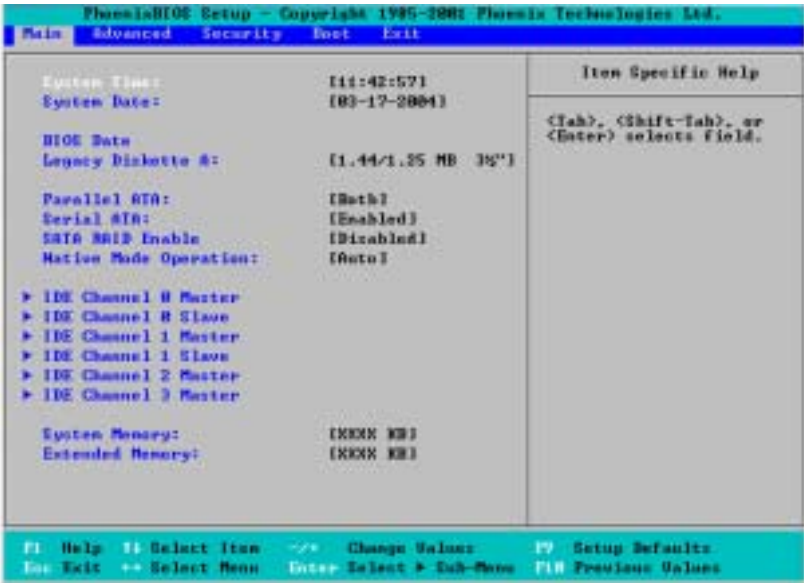 PhoenixBIOS Setup - Copyright 1985-2001 Phoenix Technologies Ltd.
Main Advanced Security Boot Exit
System Time: [11:42:57]
System Date: [03-17-2004]
BIOS Date
Legacy Diskette A: [1.44/1.25 MB 3½"]
Parallel ATA: [Both]
Serial ATA: [Enabled]
SATA RAID Enable [Disabled]
Native Mode Operation: [Auto]
▶ IDE Channel 0 Master
▶ IDE Channel 0 Slave
▶ IDE Channel 1 Master
▶ IDE Channel 1 Slave
▶ IDE Channel 2 Master
▶ IDE Channel 3 Master
System Memory: [XXXX KB]
Extended Memory: [XXXX KB]
Item Specific Help
<Tab>, <Shift-Tab>, or
<Enter> selects field.
F1 Help ↑↓ Select Item -/+ Change Values F9 Setup Defaults
Esc Exit ↔ Select Menu Enter Select ▶ Sub-Menu F10 Previous Values